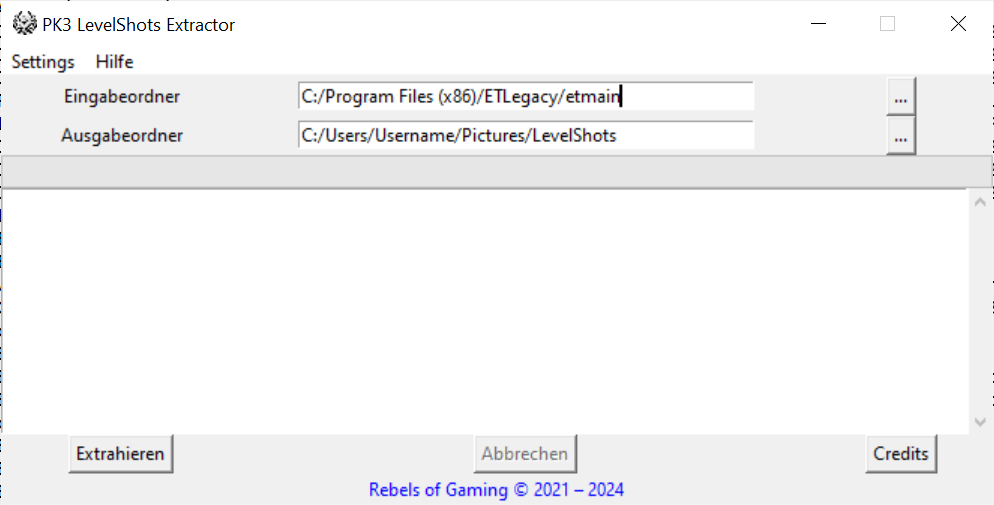 PK3 LevelShots Extractor
Settings Hilfe
Eingabeordner C:/Program Files (x86)/ETLegacy/etmain ...
Ausgabeordner C:/Users/Username/Pictures/LevelShots ...
Extrahieren Abbrechen Credits
Rebels of Gaming © 2021 – 2024